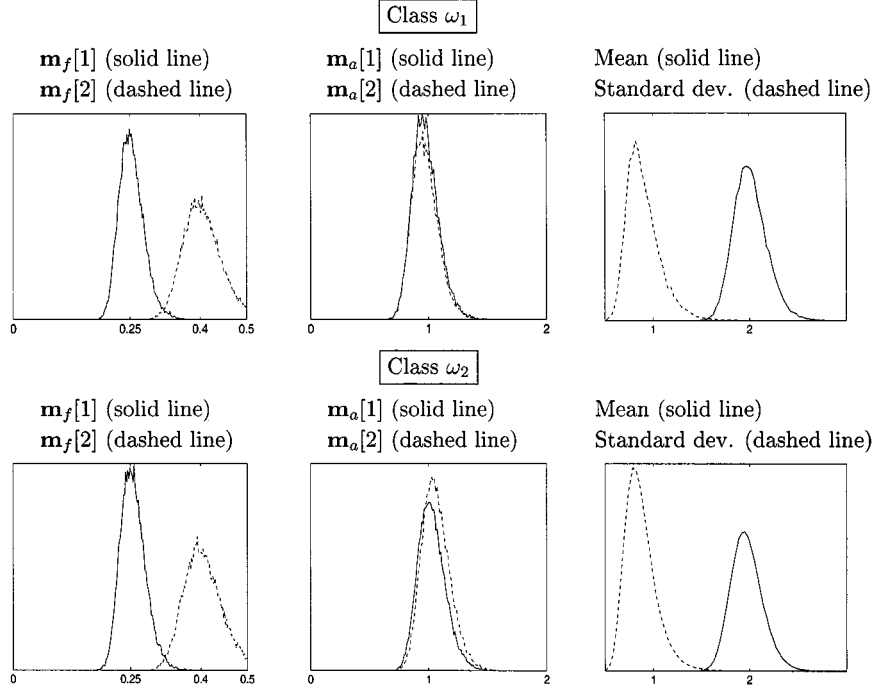 Class ω₁
m_f[1] (solid line)
m_f[2] (dashed line)
m_a[1] (solid line)
m_a[2] (dashed line)
Mean (solid line)
Standard dev. (dashed line)
0 0.25 0.4 0.5
0 1 2
1 2
Class ω₂
m_f[1] (solid line)
m_f[2] (dashed line)
m_a[1] (solid line)
m_a[2] (dashed line)
Mean (solid line)
Standard dev. (dashed line)
0 0.25 0.4 0.5
0 1 2
1 2